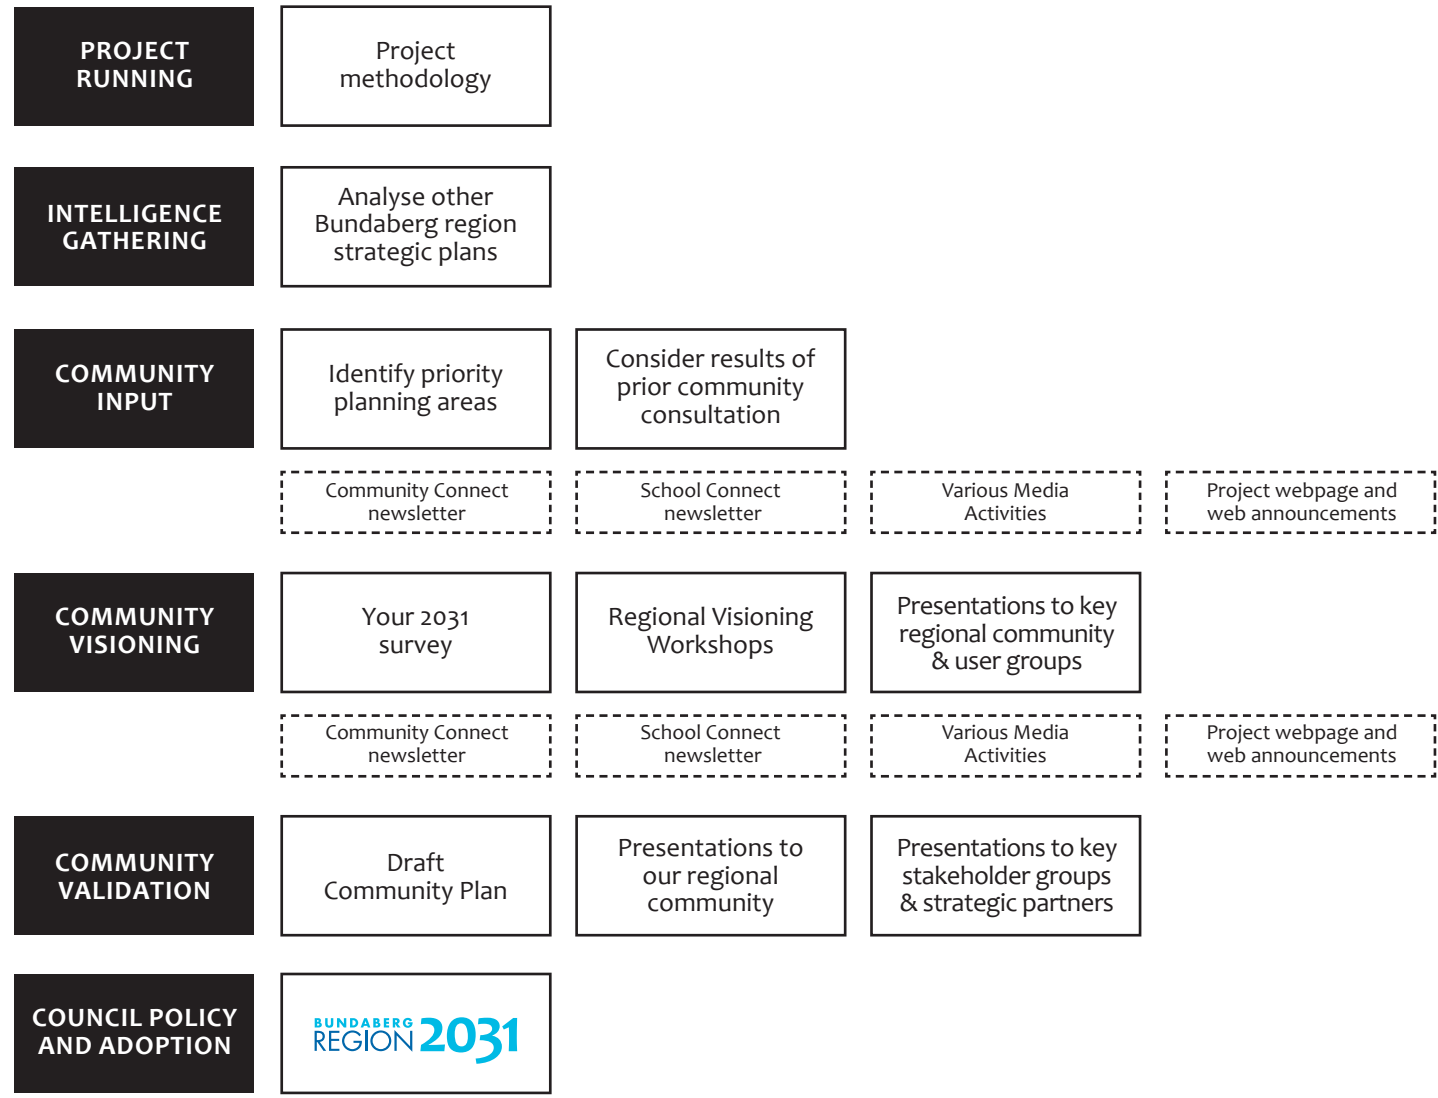 PROJECT
RUNNING
Project
methodology
INTELLIGENCE
GATHERING
Analyse other
Bundaberg region
strategic plans
COMMUNITY
INPUT
Identify priority
planning areas
Consider results of
prior community
consultation
Community Connect
newsletter
School Connect
newsletter
Various Media
Activities
Project webpage and
web announcements
COMMUNITY
VISIONING
Your 2031
survey
Regional Visioning
Workshops
Presentations to key
regional community
& user groups
Community Connect
newsletter
School Connect
newsletter
Various Media
Activities
Project webpage and
web announcements
COMMUNITY
VALIDATION
Draft
Community Plan
Presentations to
our regional
community
Presentations to key
stakeholder groups
& strategic partners
COUNCIL POLICY
AND ADOPTION
BUNDABERG
REGION 2031